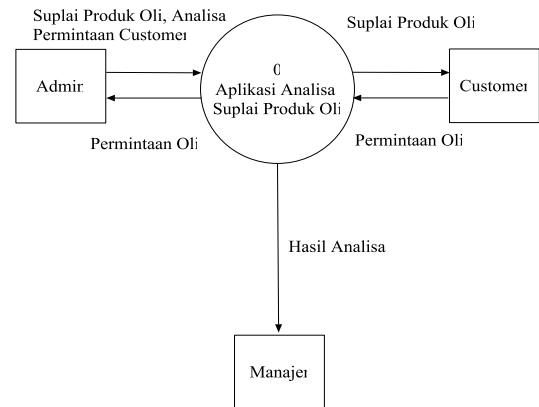 Suplai Produk Oli, Analisa
Permintaan Customer
Suplai Produk Oli
0
Aplikasi Analisa
Suplai Produk Oli
Admin
Customer
Permintaan Oli
Permintaan Oli
Hasil Analisa
Manajer